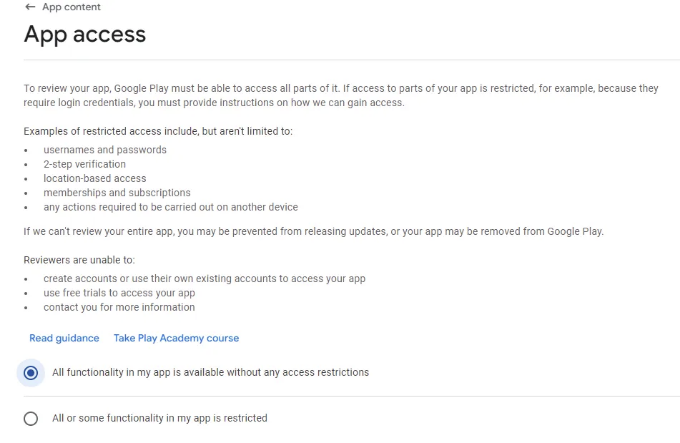 ← App content
App access
To review your app, Google Play must be able to access all parts of it. If access to parts of your app is restricted, for example, because they
require login credentials, you must provide instructions on how we can gain access.
Examples of restricted access include, but aren't limited to:
• usernames and passwords
• 2-step verification
• location-based access
• memberships and subscriptions
• any actions required to be carried out on another device
If we can't review your entire app, you may be prevented from releasing updates, or your app may be removed from Google Play.
Reviewers are unable to:
• create accounts or use their own existing accounts to access your app
• use free trials to access your app
• contact you for more information
Read guidance Take Play Academy course
All functionality in my app is available without any access restrictions
All or some functionality in my app is restricted